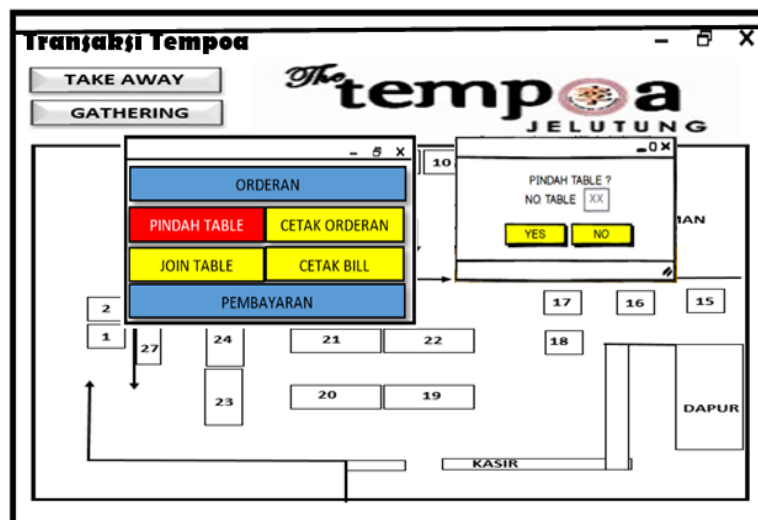 Transaksi Tempoa
TAKE AWAY
GATHERING
The
tempoa
JELUTUNG
ORDERAN
PINDAH TABLE
CETAK ORDERAN
JOIN TABLE
CETAK BILL
PEMBAYARAN
10
PINDAH TABLE ?
NO. TABLE XX
YES NO
MAN
2
1
27
24
21
22
17
16
15
18
23
20
19
DAPUR
KASIR